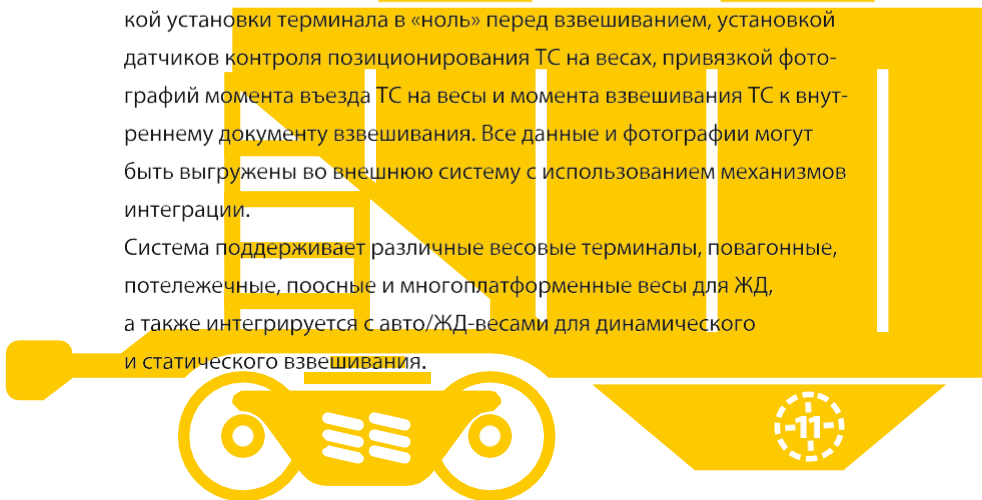 кой установки терминала в «ноль» перед взвешиванием, установкой
датчиков контроля позиционирования ТС на весах, привязкой фото-
графий момента въезда ТС на весы и момента взвешивания ТС к внут-
реннему документу взвешивания. Все данные и фотографии могут
быть выгружены во внешнюю систему с использованием механизмов
интеграции.
Система поддерживает различные весовые терминалы, повагонные,
потележечные, поосные и многоплатформенные весы для ЖД,
а также интегрируется с авто/ЖД-весами для динамического
и статического взвешивания.
-11-